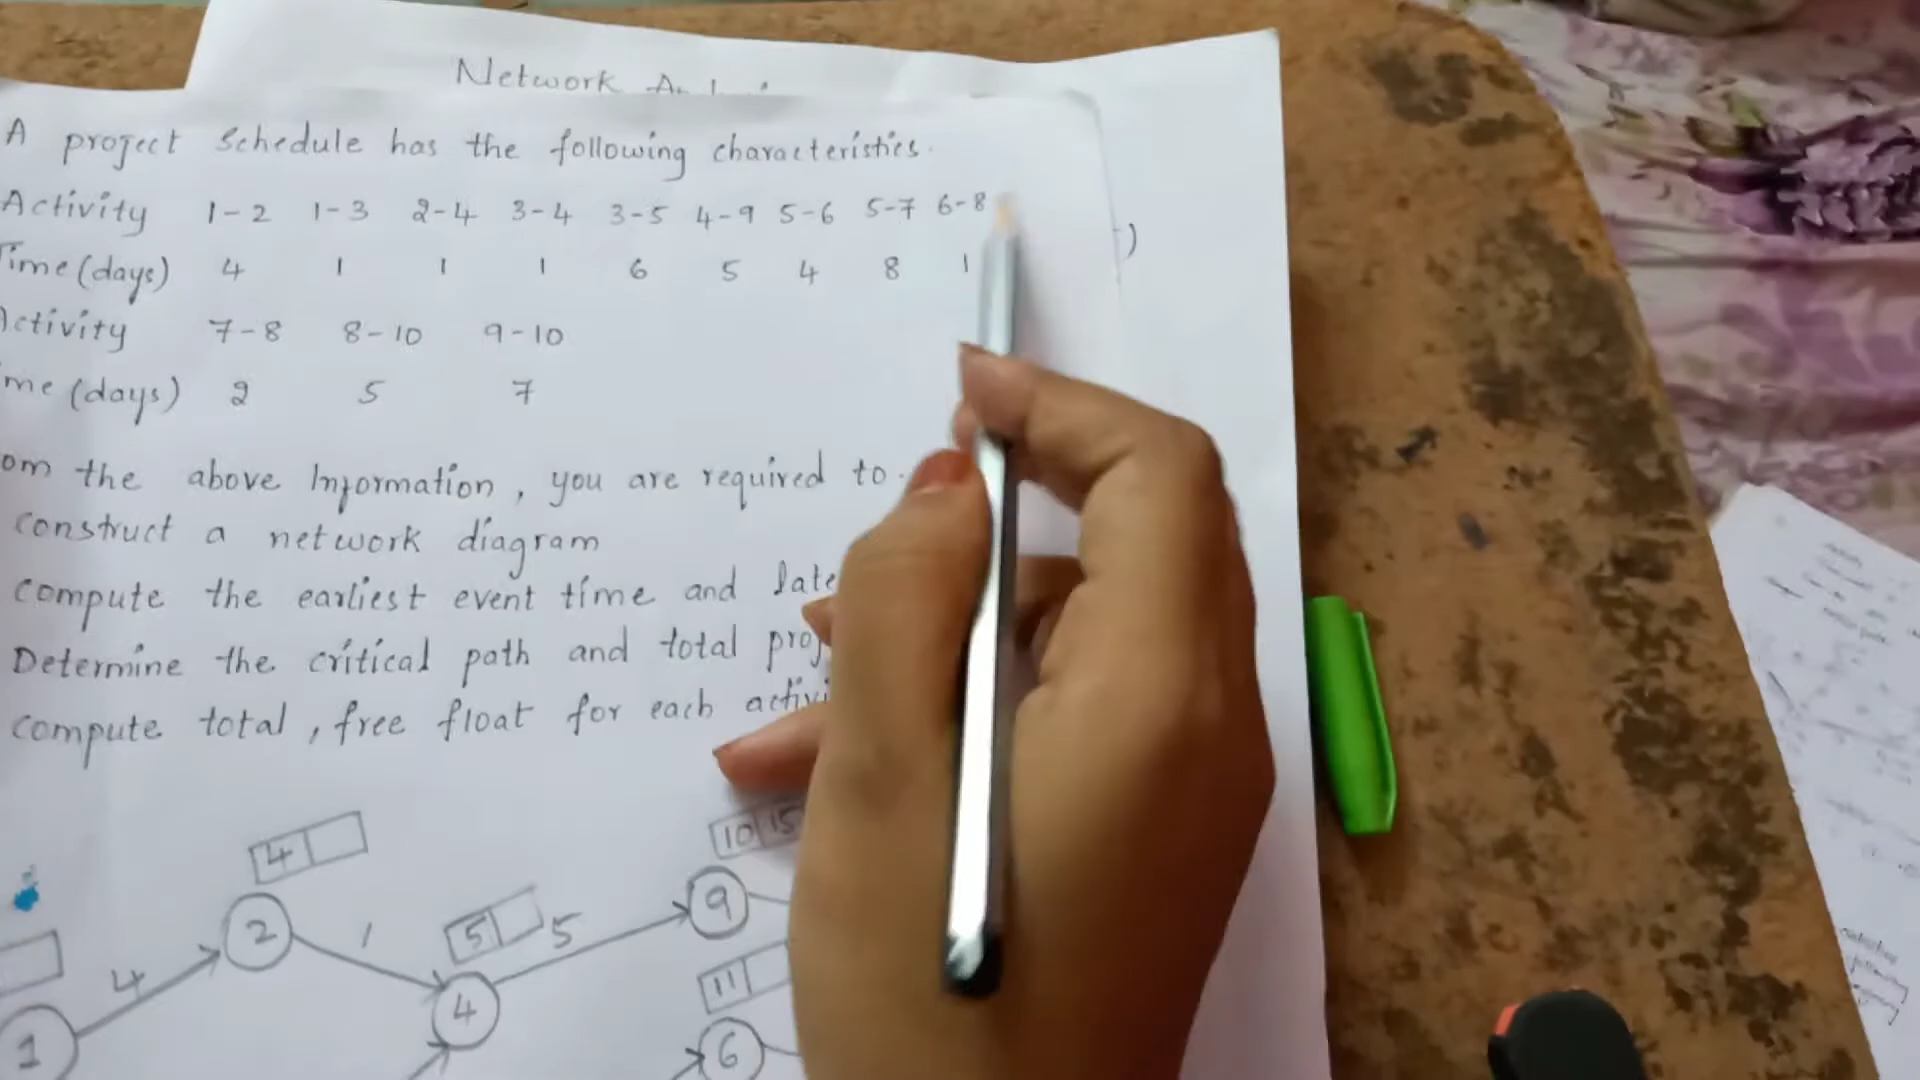 Network
A project Schedule has the following characteristics.
Activity 1-2 1-3 2-4 3-4 3-5 4-9 5-6 5-7 6-8
Time (days) 4 1 1 1 6 5 4 8 1
Activity 7-8 8-10 9-10
me (days) 2 5 7
om the above Information, you are required to.
construct a network diagram
compute the earliest event time and late
Determine the critical path and total proj
compute total, free float for each activi
10 15
4
2 1 5 5 9
11
4 4 6
1